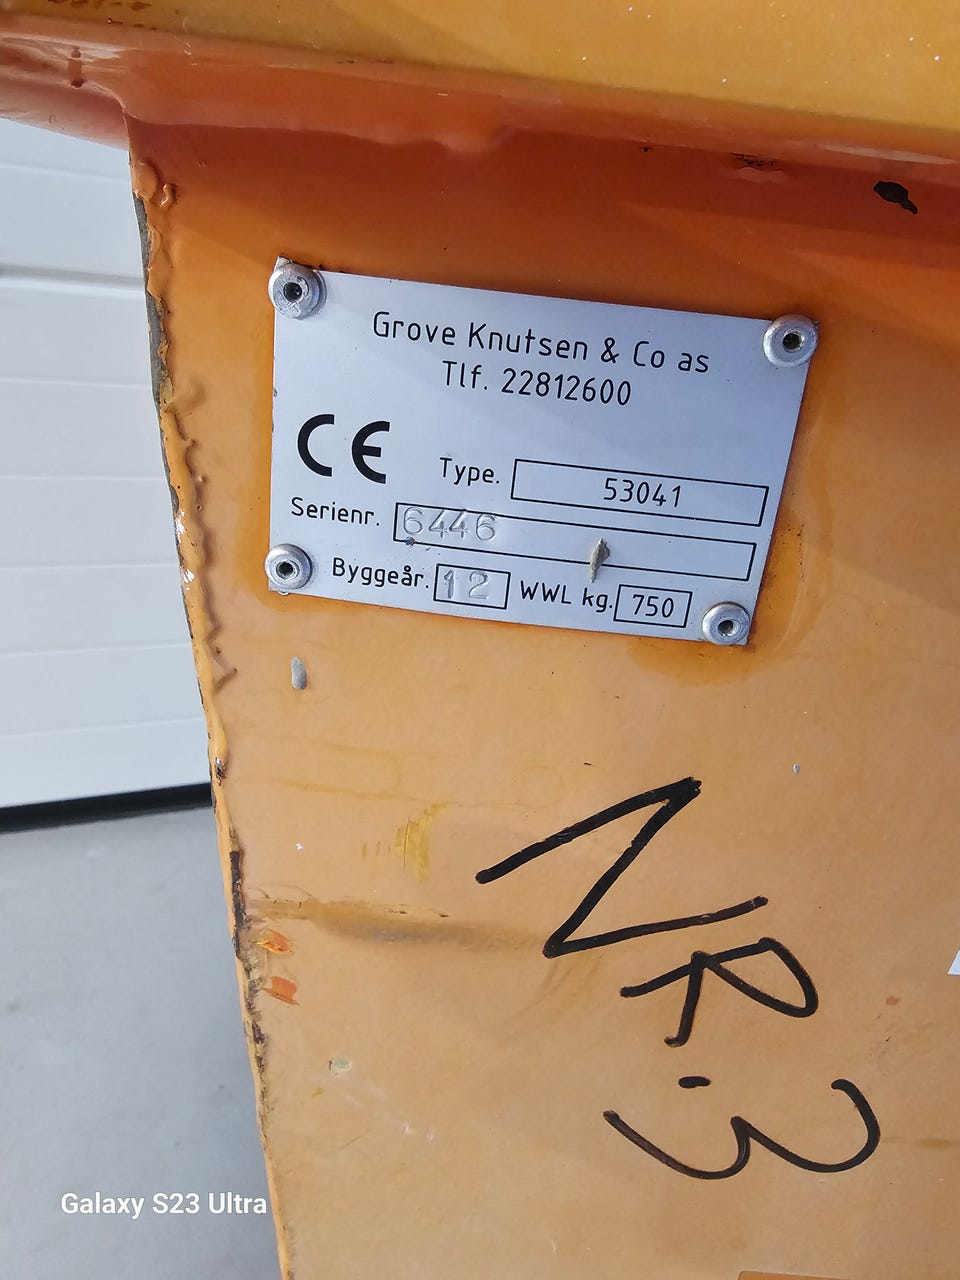 Grove Knutsen & Co as
Tlf. 22812600
CE
Type. 53041
Serienr. 6446
Byggeår. 12 WWL kg. 750
NR.3
Galaxy S23 Ultra